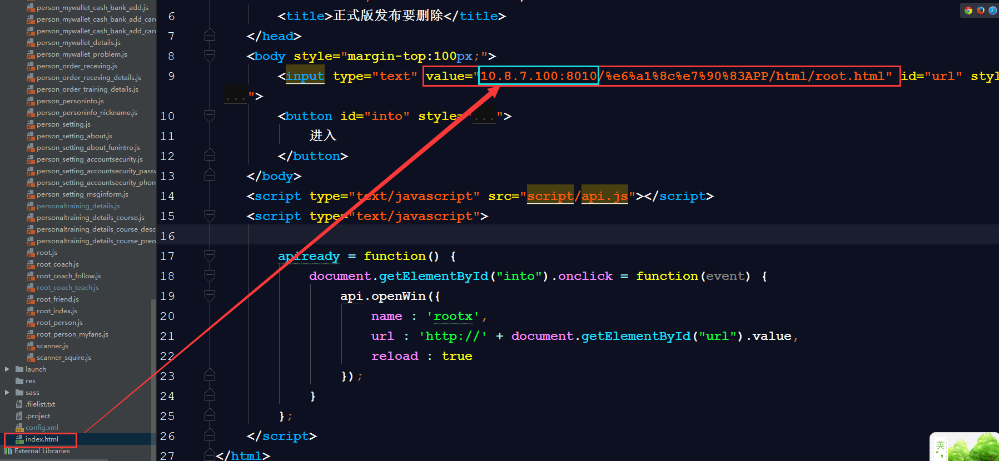 person_mywallet_cash_bank_add.js
person_mywallet_cash_bank_add_card
person_mywallet_cash_bank_add_card
person_mywallet_details.js
person_mywallet_problem.js
person_order_receving.js
person_order_receving_details.js
person_order_training_details.js
person_personinfo.js
person_personinfo_nickname.js
person_setting.js
person_setting_about.js
person_setting_about_funintro.js
person_setting_accountsecurity.js
person_setting_accountsecurity_passw
person_setting_accountsecurity_phon
person_setting_msginform.js
personaltraining_details.js
personaltraining_details_course.js
personaltraining_details_course_desc
personaltraining_details_course_preo
root.js
root_coach.js
root_coach_follow.js
root_coach_teach.js
root_friend.js
root_index.js
root_person.js
root_person_myfans.js
scanner.js
scanner_squire.js
launch
res
sass
.filelist.txt
.project
config.xml
index.html
External Libraries
6 <title>正式版发布要删除</title>
7 </head>
8 <body style="margin-top:100px;">
9 <input type="text" value="10.8.7.100:8010/%e6%a1%8c%e7%90%83APP/html/root.html" id="url" styl
...">
10 <button id="into" style="...">
11 进入
12 </button>
13 </body>
14 <script type="text/javascript" src="script/api.js"></script>
15 <script type="text/javascript">
16
17 apiready = function() {
18 document.getElementById("into").onclick = function(event) {
19 api.openWin({
20 name : 'rootx',
21 url : 'http://' + document.getElementById("url").value,
22 reload : true
23 });
24 }
25 };
26 </script>
27 </html>
英